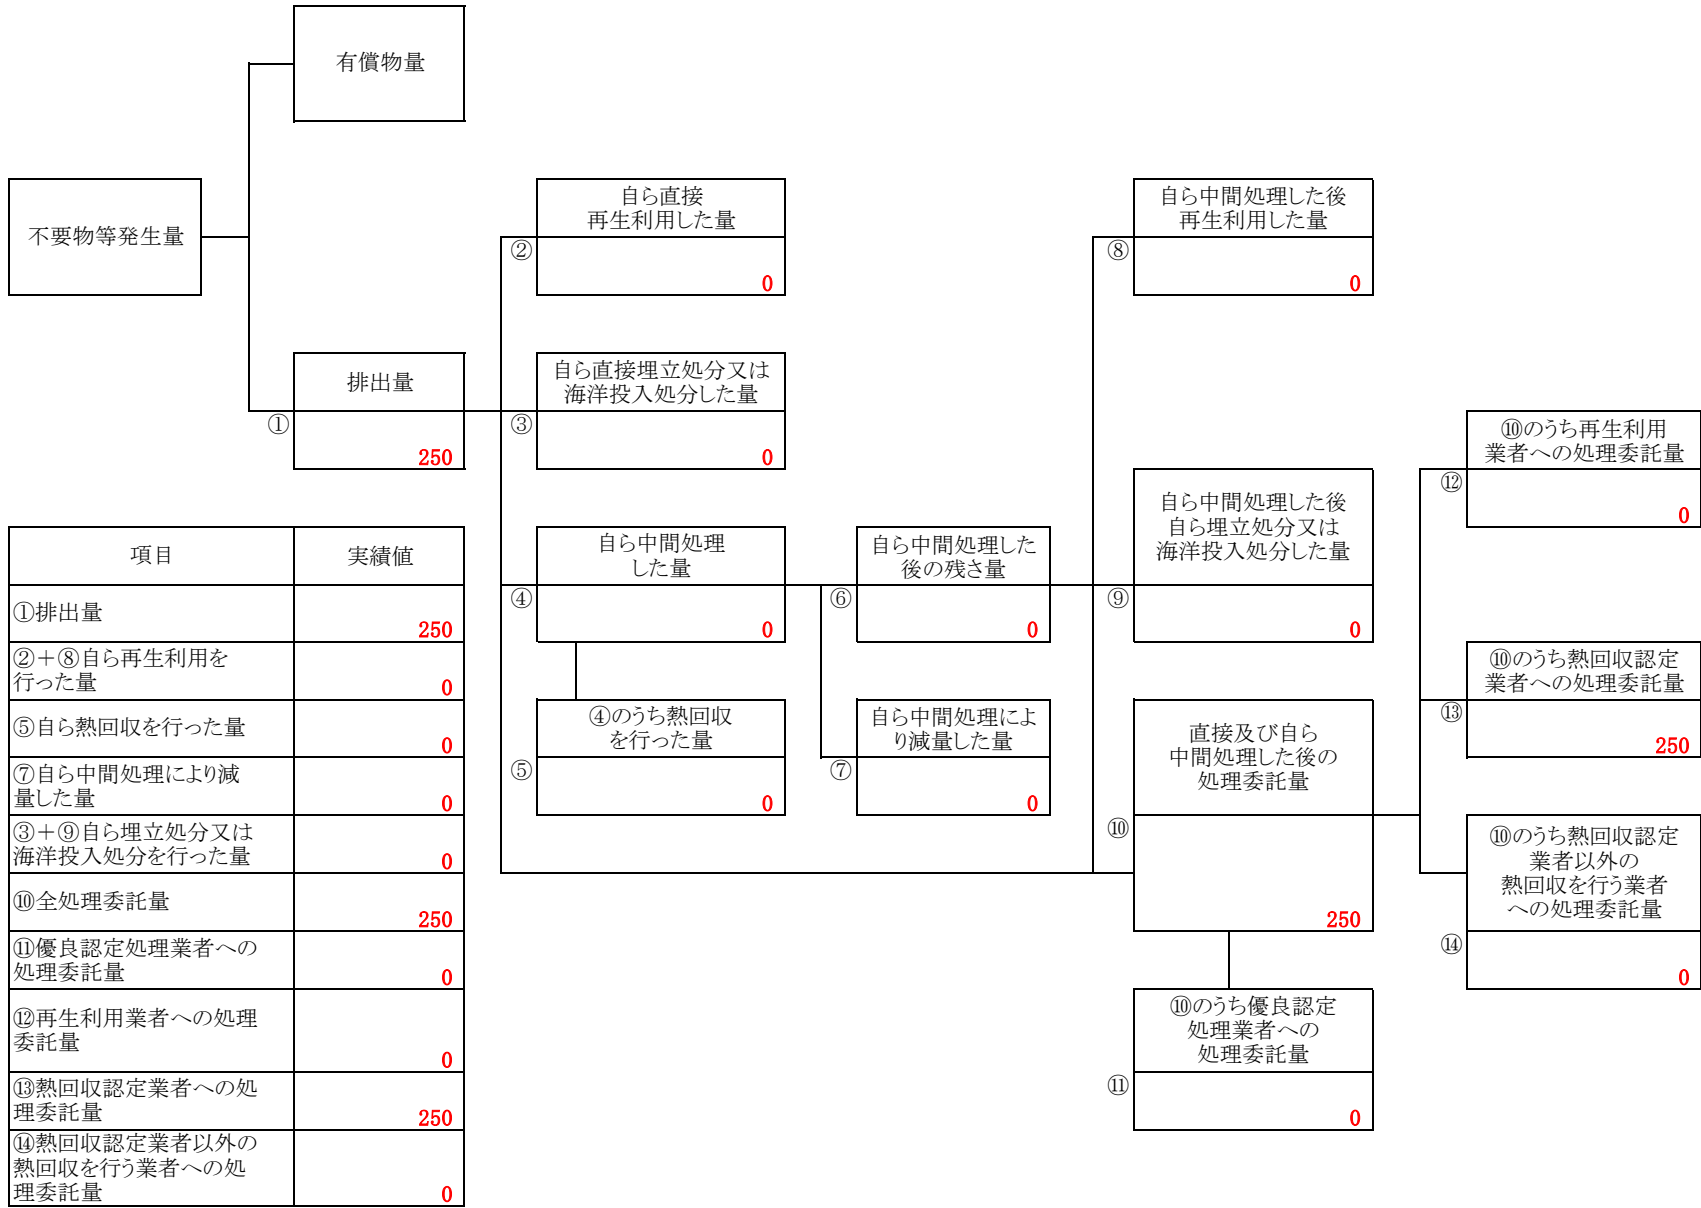 有償物量
不要物等発生量
自ら直接
再生利用した量
②
0
自ら中間処理した後
再生利用した量
⑧
0
排出量
①
250
自ら直接埋立処分又は
海洋投入処分した量
③
0
⑩のうち再生利用
業者への処理委託量
⑫
0
自ら中間処理
した量
④
0
自ら中間処理した
後の残さ量
⑥
0
自ら中間処理した後
自ら埋立処分又は
海洋投入処分した量
⑨
0
⑩のうち熱回収認定
業者への処理委託量
⑬
250
④のうち熱回収
を行った量
⑤
0
自ら中間処理によ
り減量した量
⑦
0
直接及び自ら
中間処理した後の
処理委託量
⑩
250
⑩のうち熱回収認定
業者以外の
熱回収を行う業者
への処理委託量
⑭
0
⑩のうち優良認定
処理業者への
処理委託量
⑪
0
項目 実績値
①排出量
250
②＋⑧自ら再生利用を
行った量
0
⑤自ら熱回収を行った量
0
⑦自ら中間処理により減
量した量
0
③＋⑨自ら埋立処分又は
海洋投入処分を行った量
0
⑩全処理委託量
250
⑪優良認定処理業者への
処理委託量
0
⑫再生利用業者への処理
委託量
0
⑬熱回収認定業者への処
理委託量
250
⑭熱回収認定業者以外の
熱回収を行う業者への処
理委託量
0